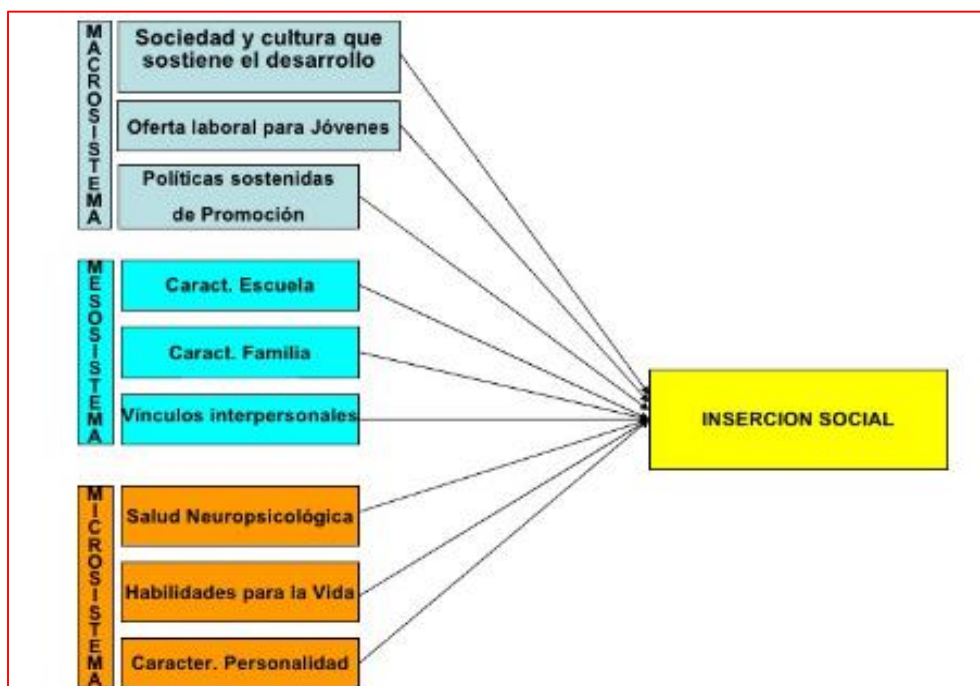 MACROSISTEMA
Sociedad y cultura que
sostiene el desarrollo
Oferta laboral para Jóvenes
Políticas sostenidas
de Promoción
MESOSISTEMA
Caract. Escuela
Caract. Familia
Vínculos interpersonales
INSERCION SOCIAL
MICROSISTEMA
Salud Neuropsicológica
Habilidades para la Vida
Caracter. Personalidad